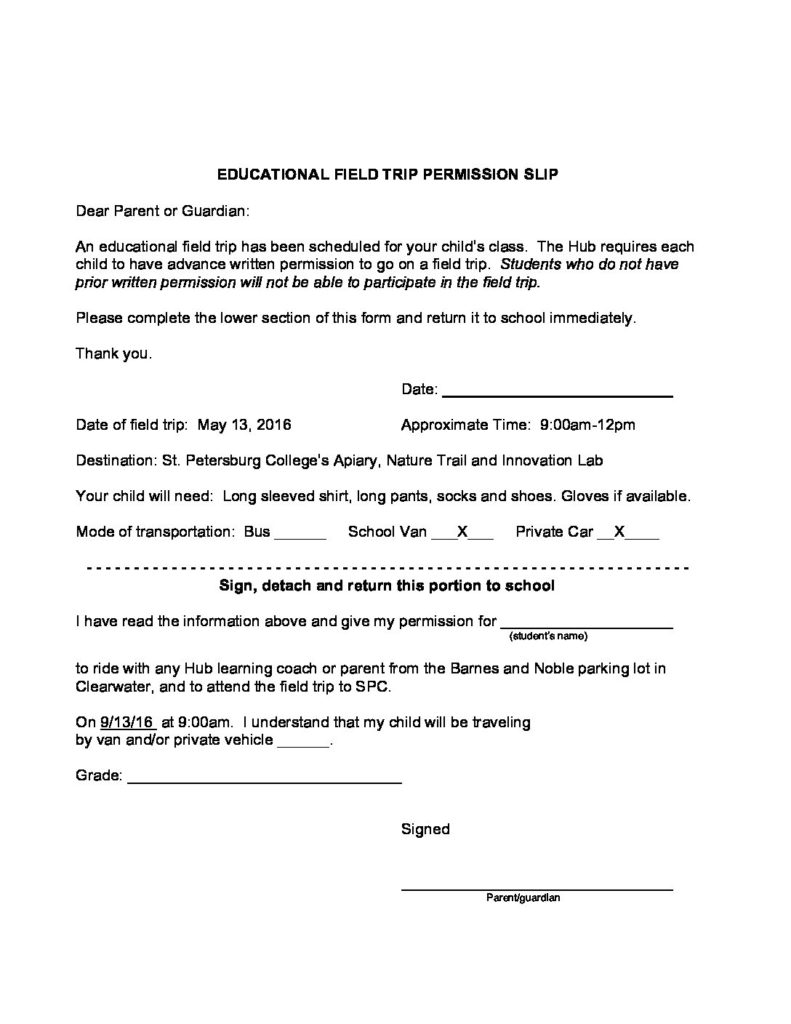 EDUCATIONAL FIELD TRIP PERMISSION SLIP
Dear Parent or Guardian:
An educational field trip has been scheduled for your child's class. The Hub requires each
child to have advance written permission to go on a field trip. Students who do not have
prior written permission will not be able to participate in the field trip.
Please complete the lower section of this form and return it to school immediately.
Thank you.
Date: ___________________________
Date of field trip: May 13, 2016 Approximate Time: 9:00am-12pm
Destination: St. Petersburg College's Apiary, Nature Trail and Innovation Lab
Your child will need: Long sleeved shirt, long pants, socks and shoes. Gloves if available.
Mode of transportation: Bus ______ School Van ___X___ Private Car __X____
- - - - - - - - - - - - - - - - - - - - - - - - - - - - - - - - - - - - - - - - - - - - - - - - - - - - - - - - - - - - - - - -
Sign, detach and return this portion to school
I have read the information above and give my permission for ____________________
(student's name)
to ride with any Hub learning coach or parent from the Barnes and Noble parking lot in
Clearwater, and to attend the field trip to SPC.
On 9/13/16 at 9:00am. I understand that my child will be traveling
by van and/or private vehicle ______.
Grade: ________________________________
Signed
________________________________
Parent/guardian